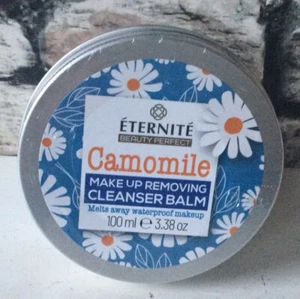 ÉTERNITÉ
BEAUTY PERFECT
Camomile
MAKE UP REMOVING
CLEANSER BALM
Melts away waterproof makeup
100 ml ℮ 3.38 oz